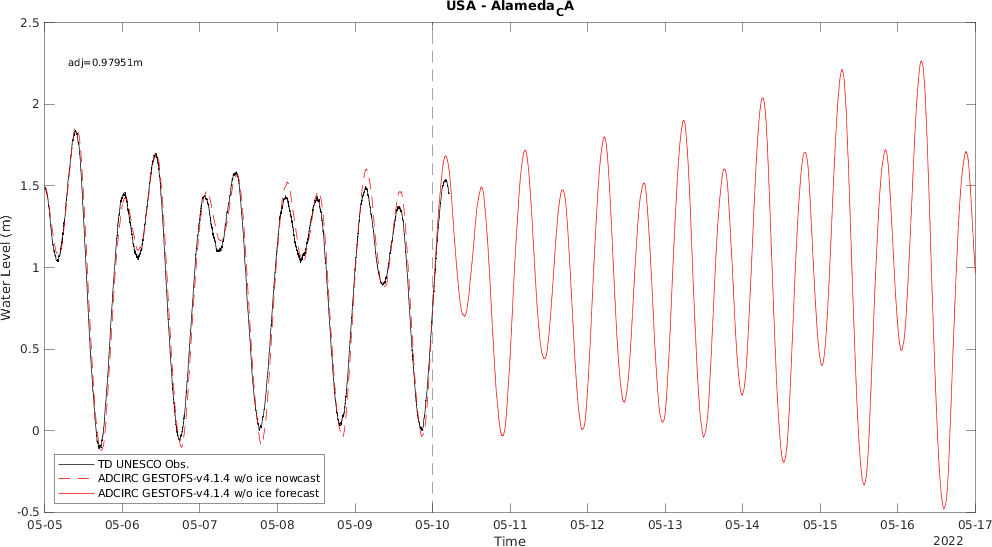 USA - Alameda_CA
2.5
adj=0.97951m
2
1.5
1
0.5
0
-0.5
Water Level (m)
TD UNESCO Obs.
ADCIRC GESTOFS-v4.1.4 w/o ice nowcast
ADCIRC GESTOFS-v4.1.4 w/o ice forecast
05-05 05-06 05-07 05-08 05-09 05-10 05-11 05-12 05-13 05-14 05-15 05-16 05-17
Time
2022